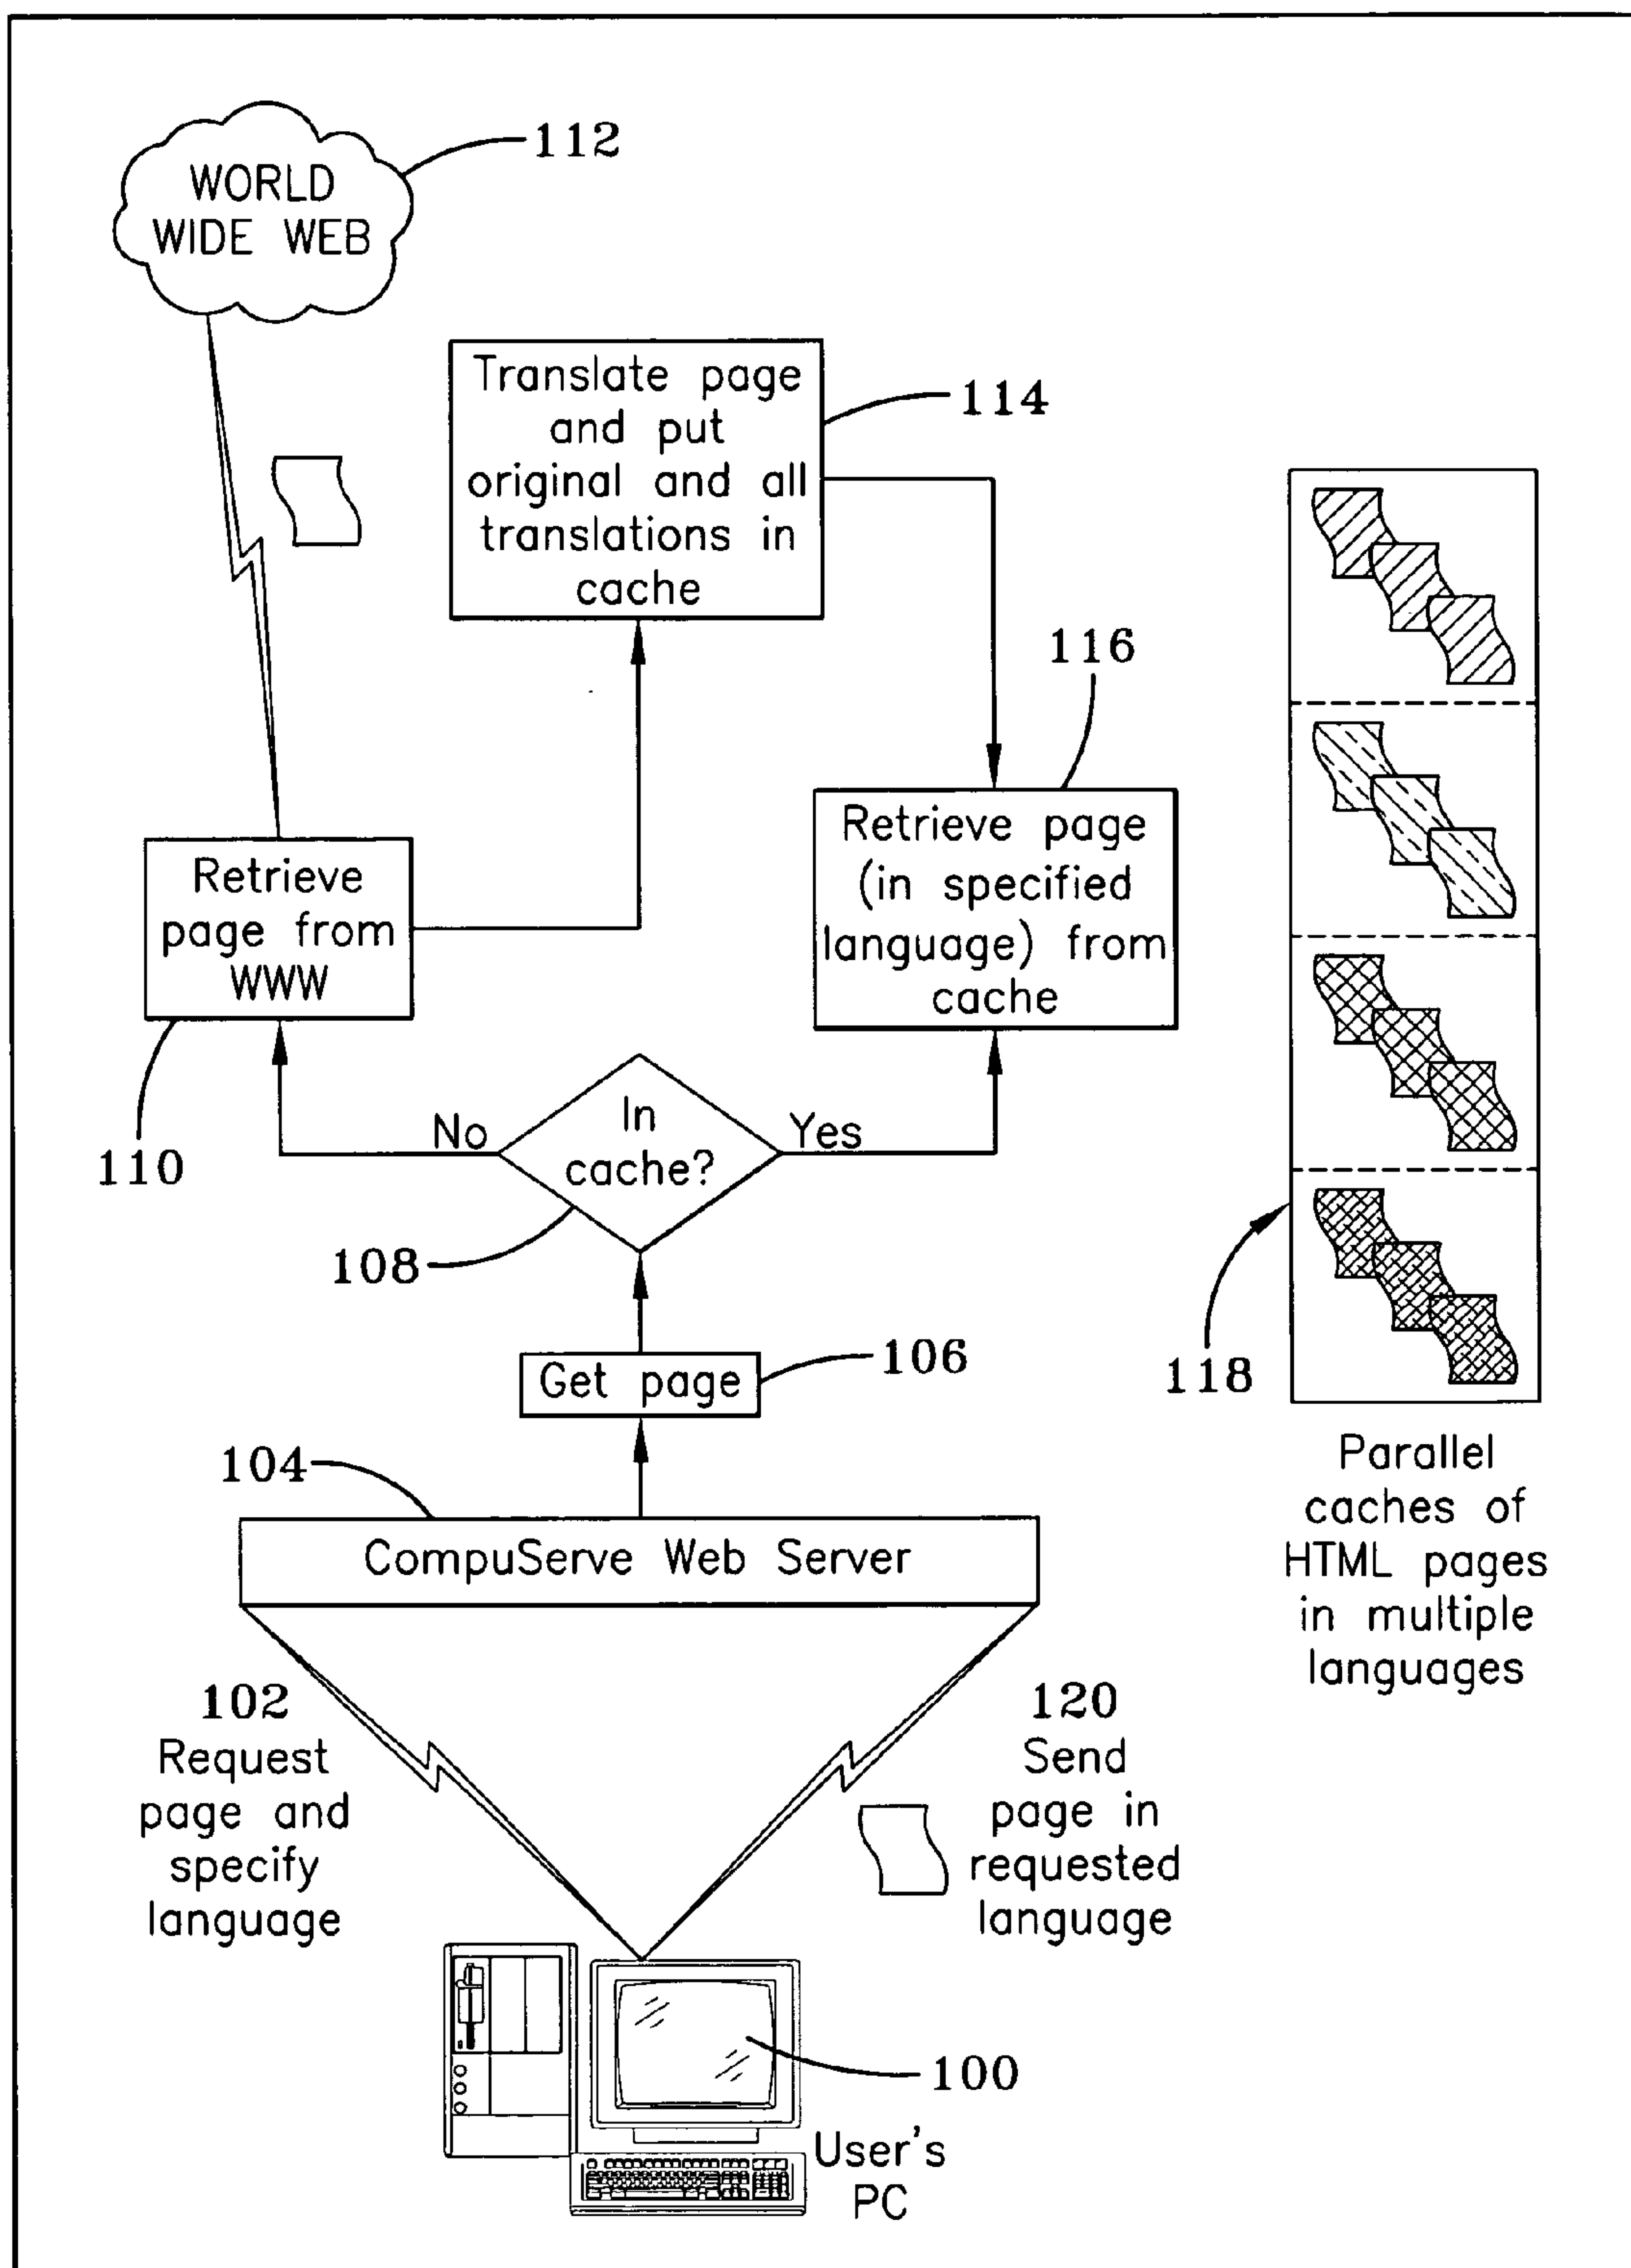 WORLD
WIDE WEB
112
Translate page
and put
original and all
translations in
cache
114
116
Retrieve
page from
WWW
110
Retrieve page
(in specified
language) from
cache
In
cache?
No
Yes
108
118
Get page
106
Parallel
caches of
HTML pages
in multiple
languages
104
CompuServe Web Server
102
Request
page and
specify
language
120
Send
page in
requested
language
100
User's
PC